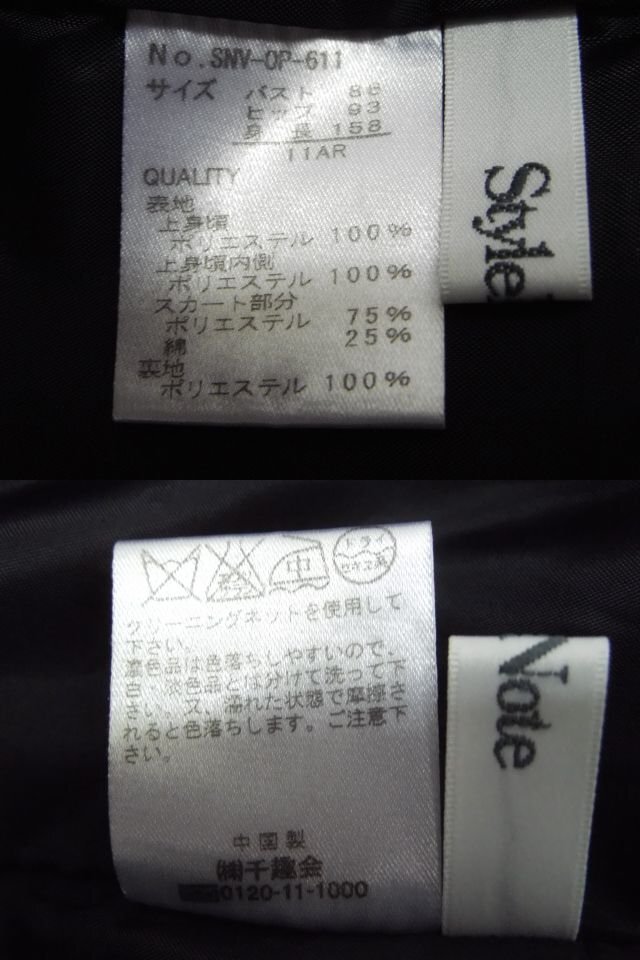 No.SNV-OP-611
サイズ バスト 86
ヒップ 93
身 長 158
11AR
QUALITY
表地
上身頃
ポリエステル 100%
上身頃内側
ポリエステル 100%
スカート部分
ポリエステル 75%
綿 25%
裏地
ポリエステル 100%
Style
中
ドライ
セキユ系
クリーニングネットを使用して
下さい。
濃色品は色落ちしやすいので、
白・淡色品とは分けて洗って下
さい。又、濡れた状態で摩擦さ
れると色落ちします。ご注意下
さい。
中国製
㈱千趣会
0120-11-1000
Note